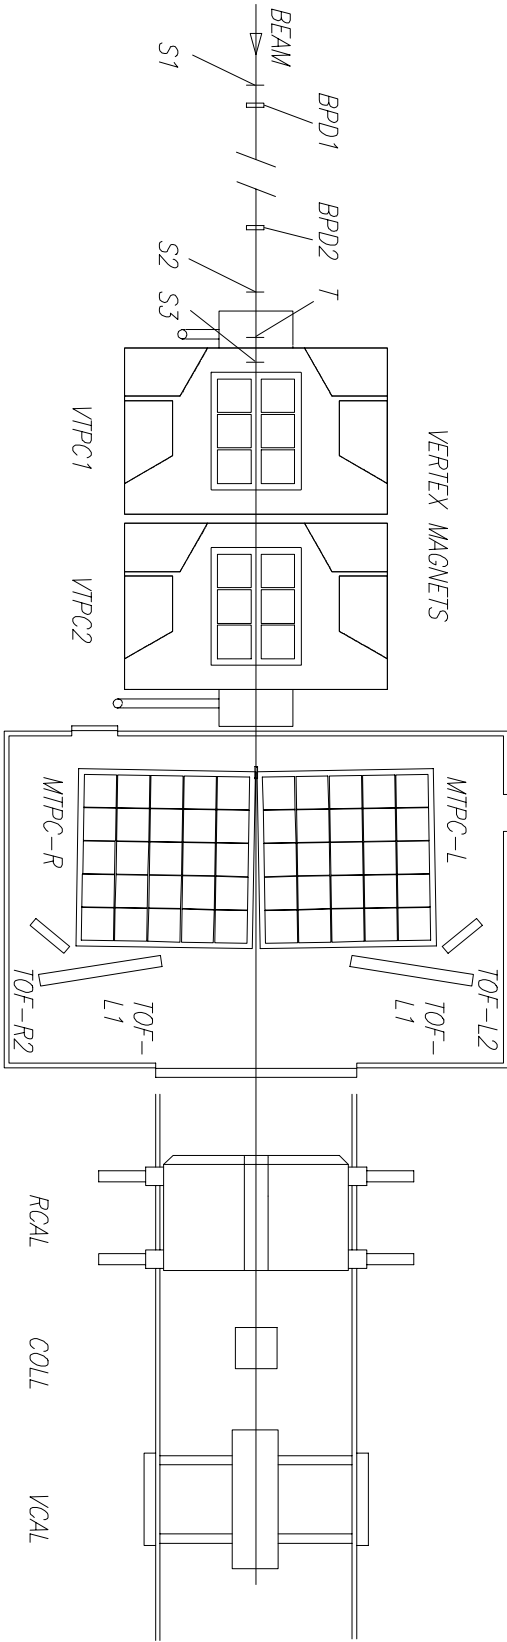 BEAM
S1
BPD1
BPD2
S2
S3
T
VTPC1
VERTEX MAGNETS
VTPC2
MTPC-L
MTPC-R
TOF-L2
TOF-
L1
TOF-
L1
TOF-R2
RCAL
COLL
VCAL